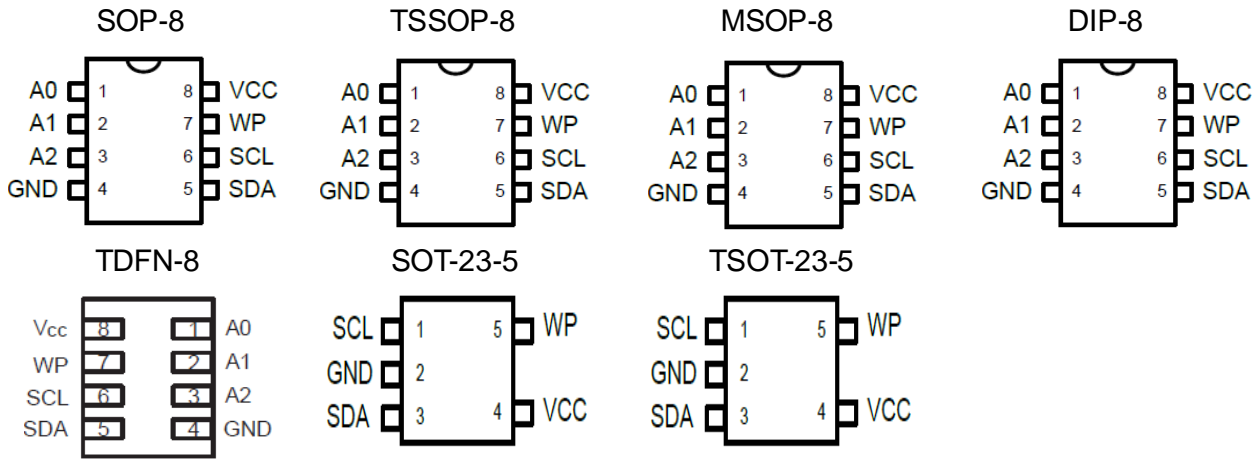 SOP-8 TSSOP-8 MSOP-8 DIP-8
A0 1 8 VCC A0 1 8 VCC A0 1 8 VCC A0 1 8 VCC
A1 2 7 WP A1 2 7 WP A1 2 7 WP A1 2 7 WP
A2 3 6 SCL A2 3 6 SCL A2 3 6 SCL A2 3 6 SCL
GND 4 5 SDA GND 4 5 SDA GND 4 5 SDA GND 4 5 SDA
TDFN-8 SOT-23-5 TSOT-23-5
Vcc 8 1 A0 SCL 1 5 WP SCL 1 5 WP
WP 7 2 A1 GND 2 GND 2
SCL 6 3 A2
SDA 5 4 GND SDA 3 4 VCC SDA 3 4 VCC